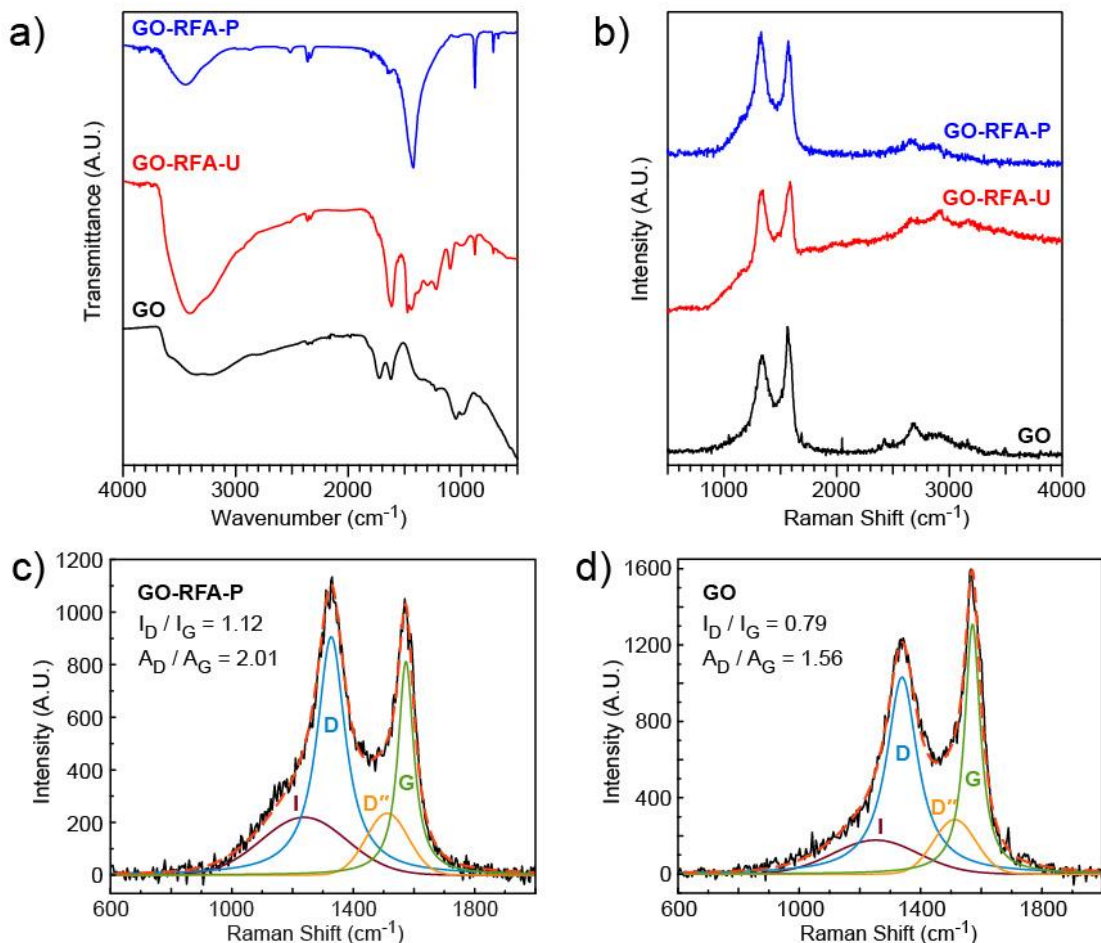 a)
GO-RFA-P
GO-RFA-U
GO
Transmittance (A.U.)
4000 3000 2000 1000
Wavenumber (cm⁻¹)
b)
GO-RFA-P
GO-RFA-U
GO
Intensity (A.U.)
1000 2000 3000 4000
Raman Shift (cm⁻¹)
c)
GO-RFA-P
I_D / I_G = 1.12
A_D / A_G = 2.01
D
I
D″
G
Intensity (A.U.)
1200
1000
800
600
400
200
0
600 1000 1400 1800
Raman Shift (cm⁻¹)
d)
GO
I_D / I_G = 0.79
A_D / A_G = 1.56
D
I
D″
G
Intensity (A.U.)
1600
1200
800
400
0
600 1000 1400 1800
Raman Shift (cm⁻¹)